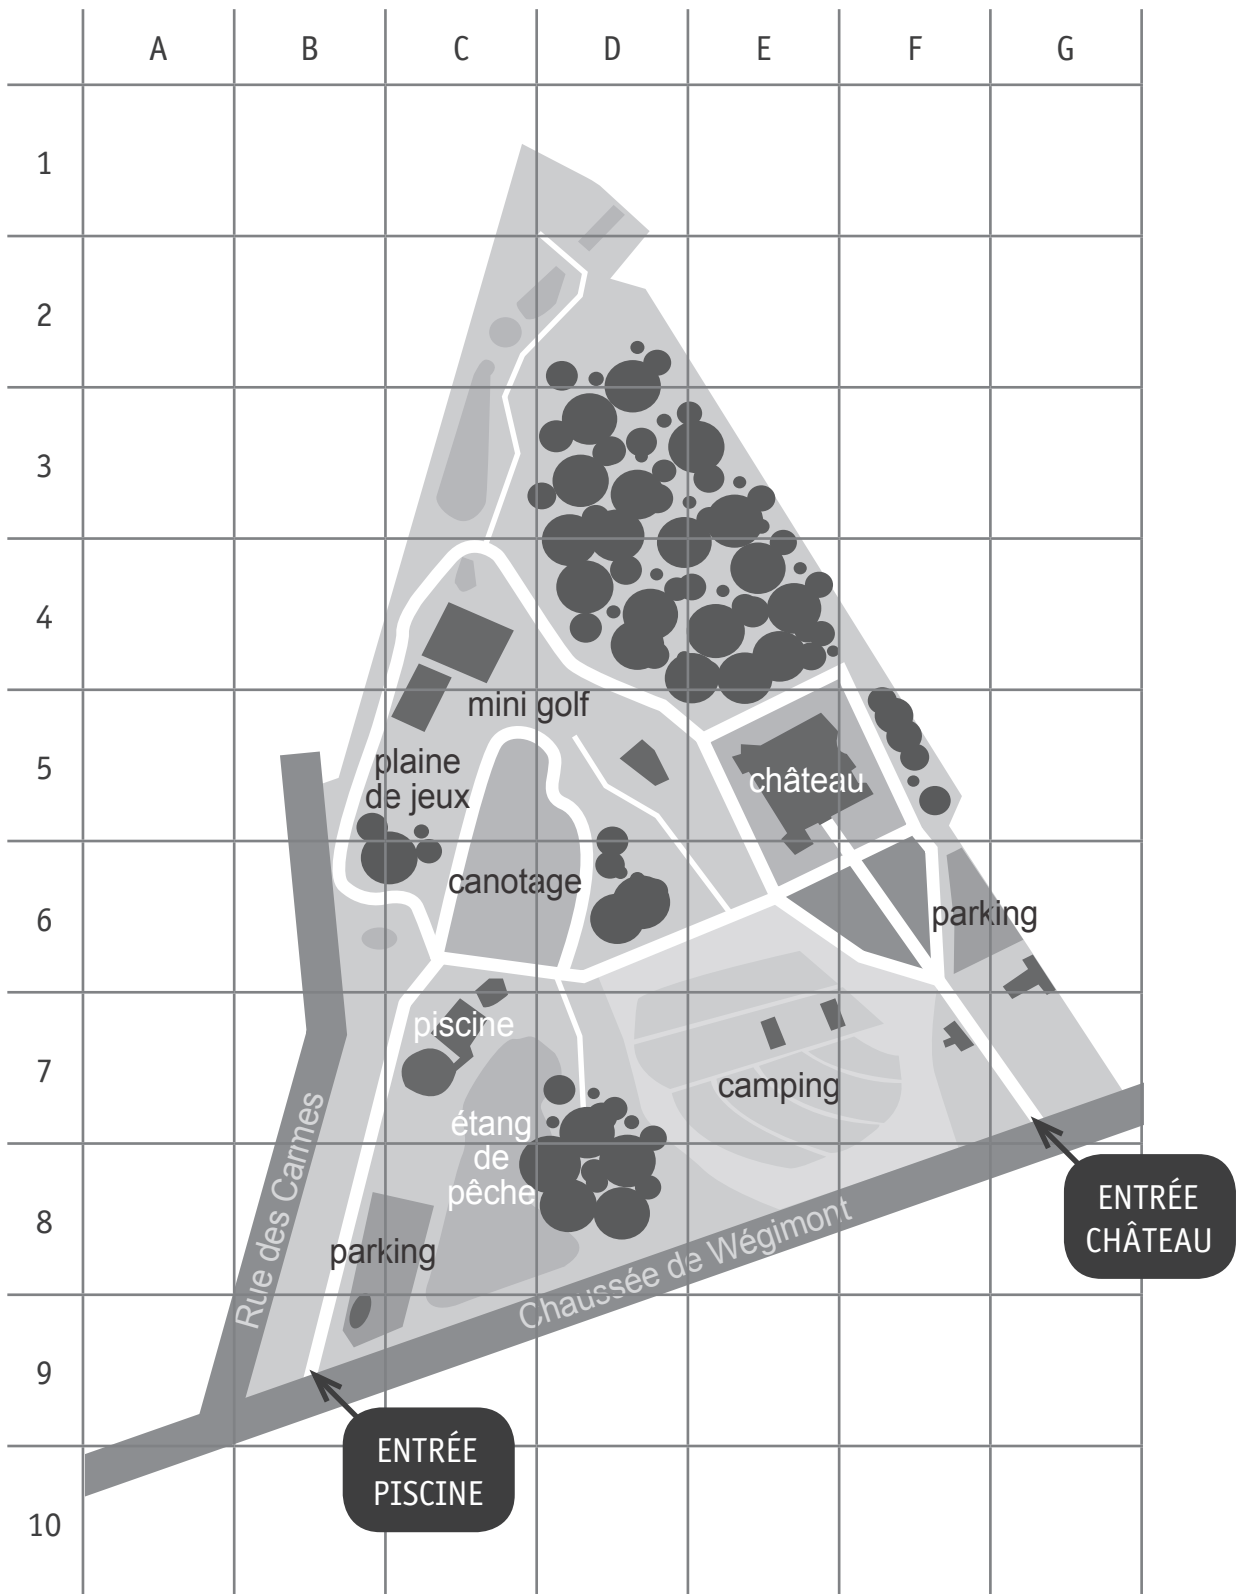 A B C D E F G
1
2
3
4
5
6
7
8
9
10
mini golf
plaine
de jeux
château
canotage
parking
piscine
camping
étang
de
pêche
parking
Rue des Carmes
Chaussée de Wégimont
ENTRÉE
CHÂTEAU
ENTRÉE
PISCINE